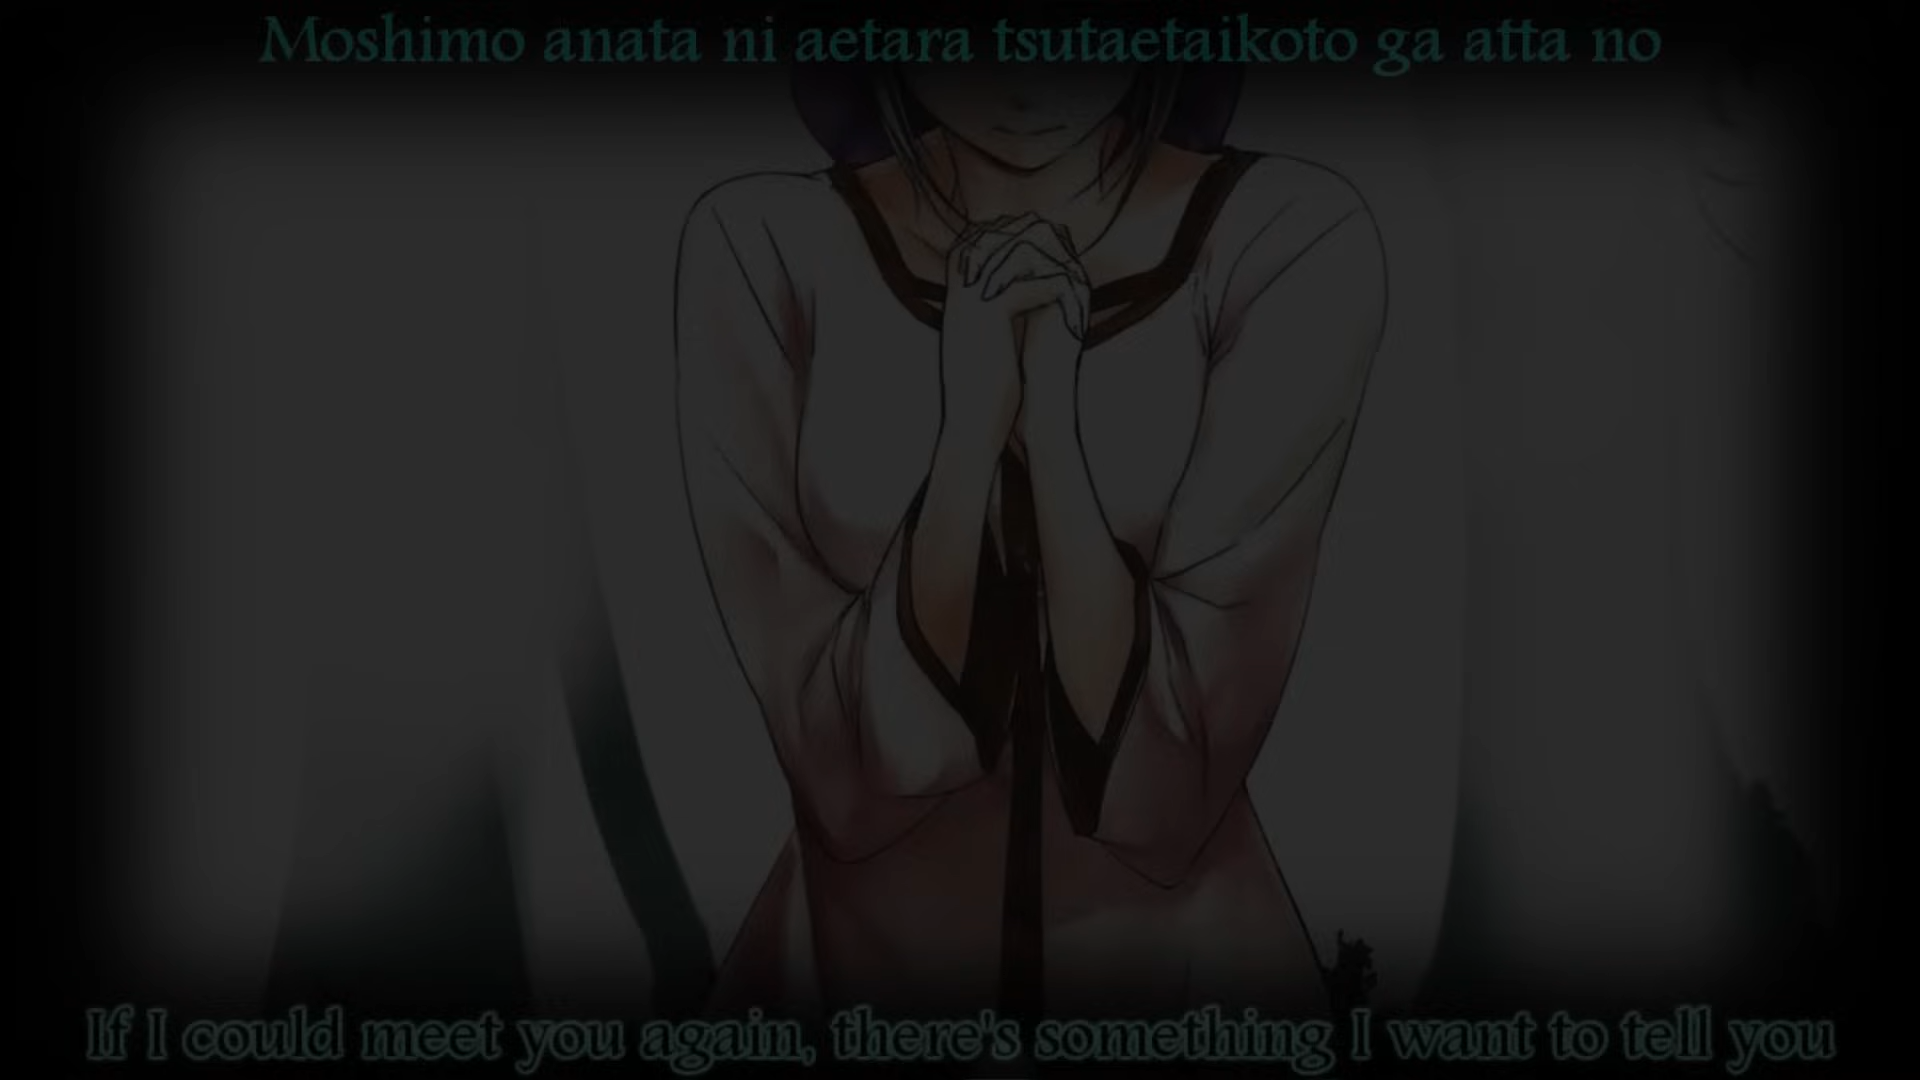 Moshimo anata ni aetara tsutaetaikoto ga atta no
If I could meet you again, there's something I want to tell you